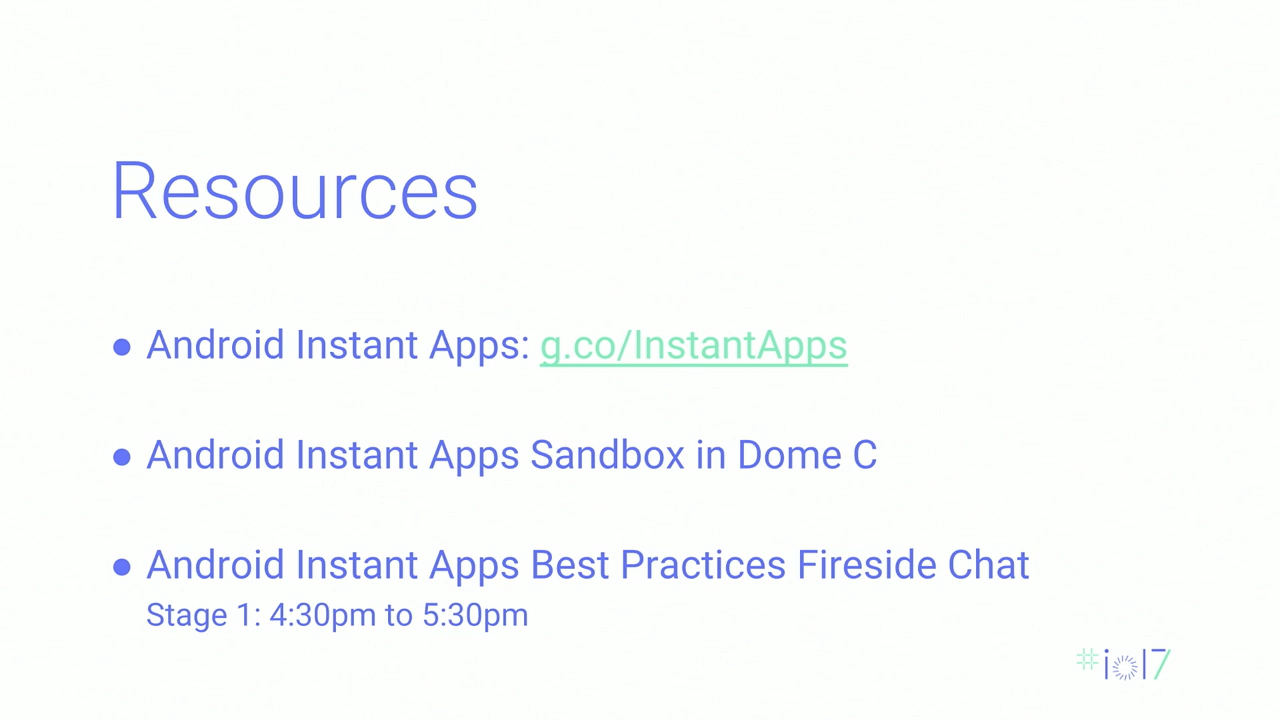 Resources
● Android Instant Apps: g.co/InstantApps
● Android Instant Apps Sandbox in Dome C
● Android Instant Apps Best Practices Fireside Chat
Stage 1: 4:30pm to 5:30pm
#io17